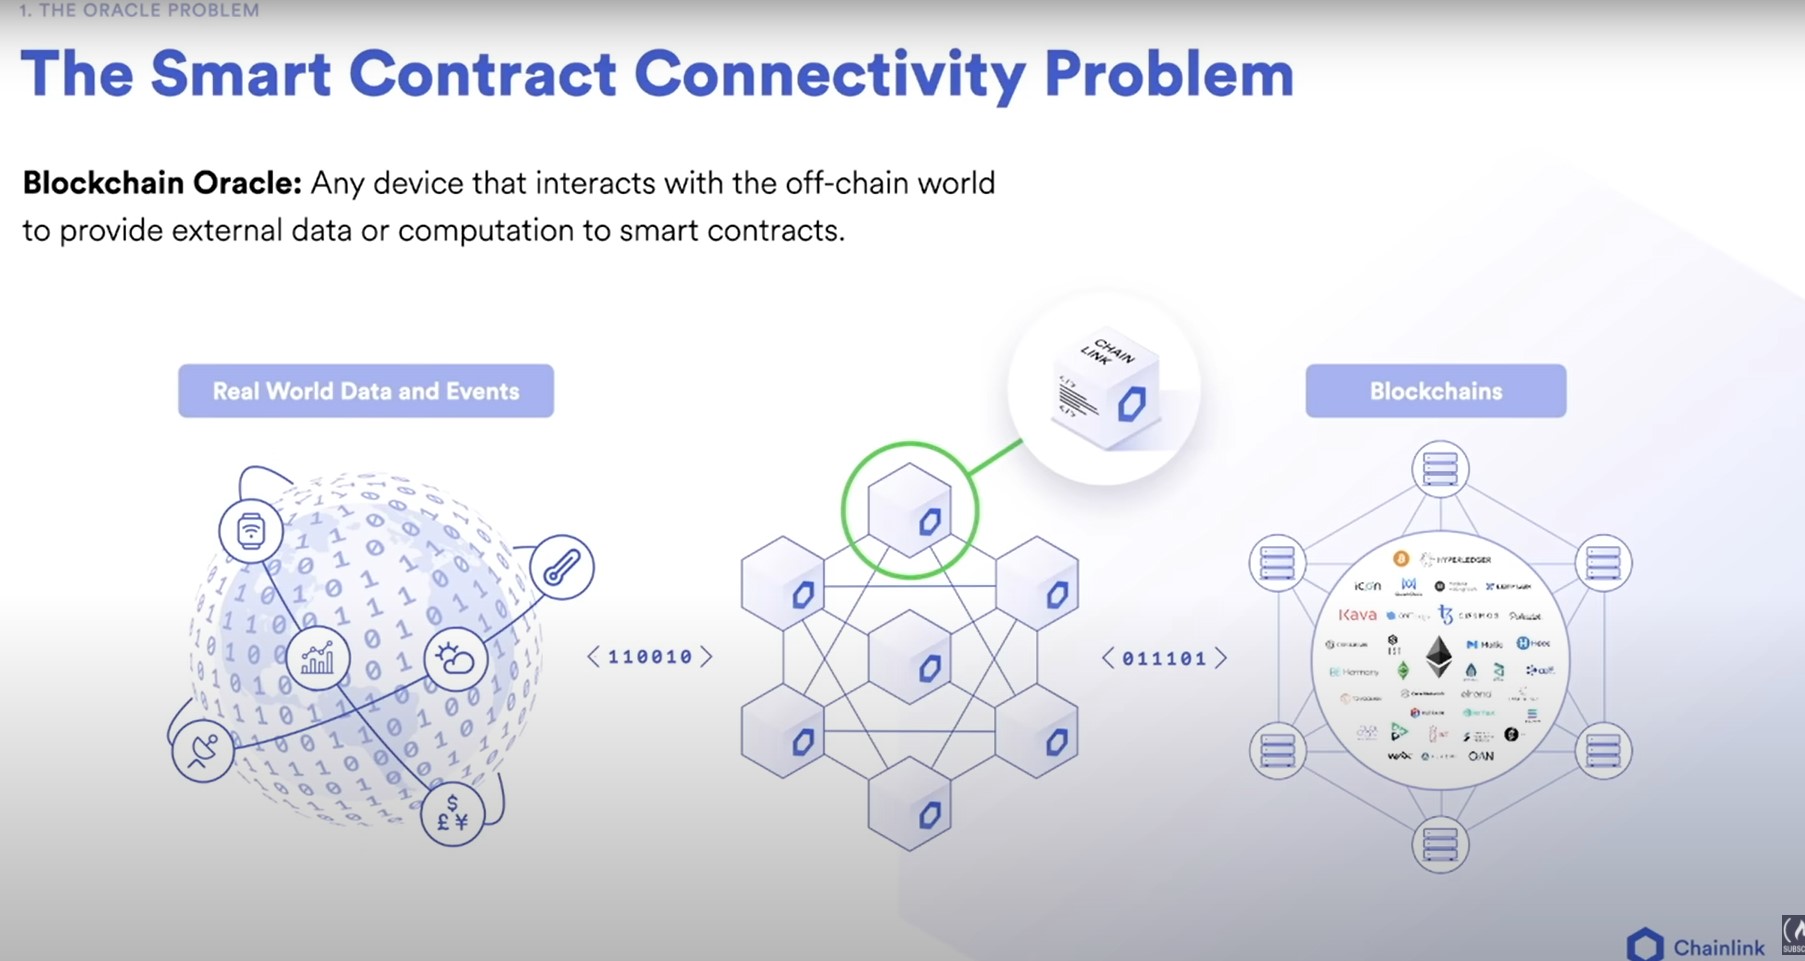 1. THE ORACLE PROBLEM
The Smart Contract Connectivity Problem
Blockchain Oracle: Any device that interacts with the off-chain world
to provide external data or computation to smart contracts.
CHAIN
LINK
</>
</>
Real World Data and Events
Blockchains
<110010>
<011101>
$
£¥
HYPERLEDGER
icon
Kava
COSMOS
Polkadot
Matic
Harmony
elrond
OAN
Chainlink
SUBSC